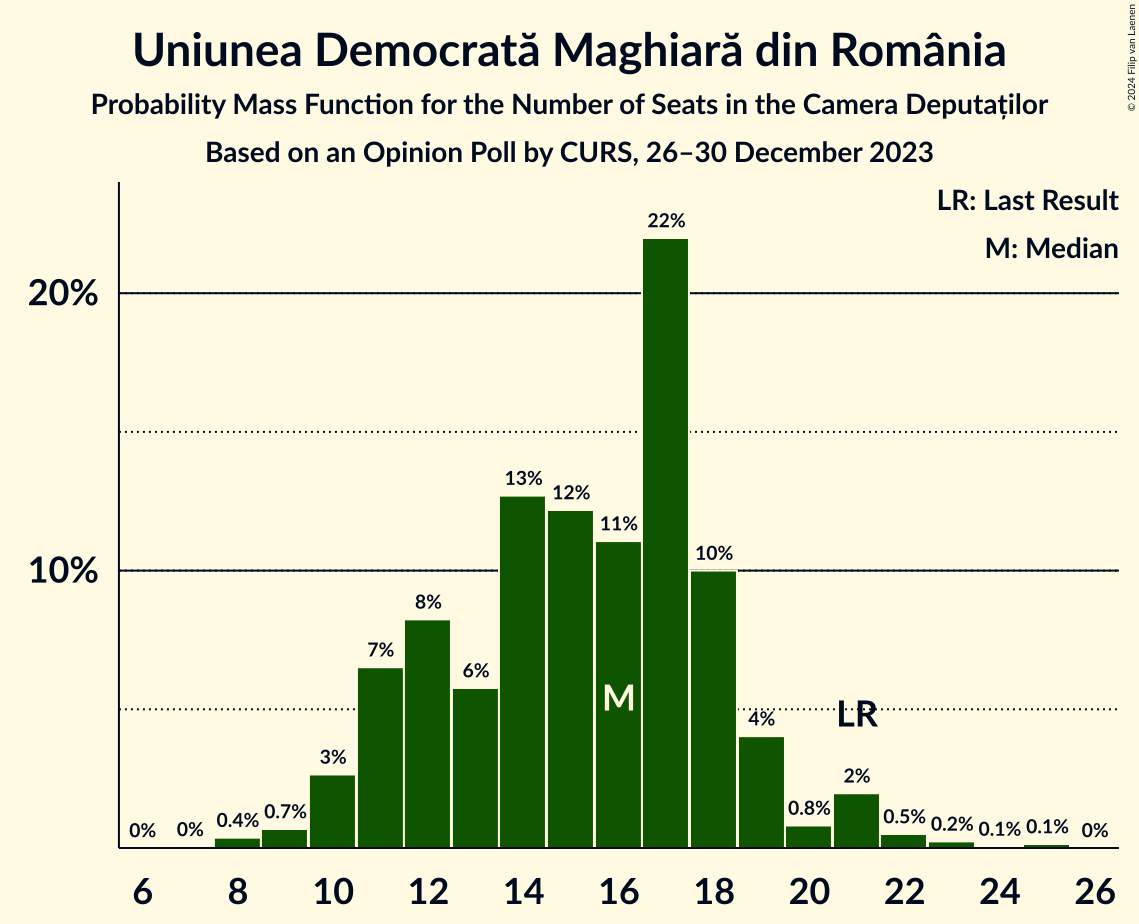 Uniunea Democrată Maghiară din România
Probability Mass Function for the Number of Seats in the Camera Deputaților
Based on an Opinion Poll by CURS, 26–30 December 2023
© 2024 Filip van Laenen
LR: Last Result
M: Median
20%
10%
0%
0%
0.4%
0.7%
3%
7%
8%
6%
13%
12%
11%
22%
10%
4%
0.8%
2%
0.5%
0.2%
0.1%
0.1%
0%
M
LR
6 8 10 12 14 16 18 20 22 24 26